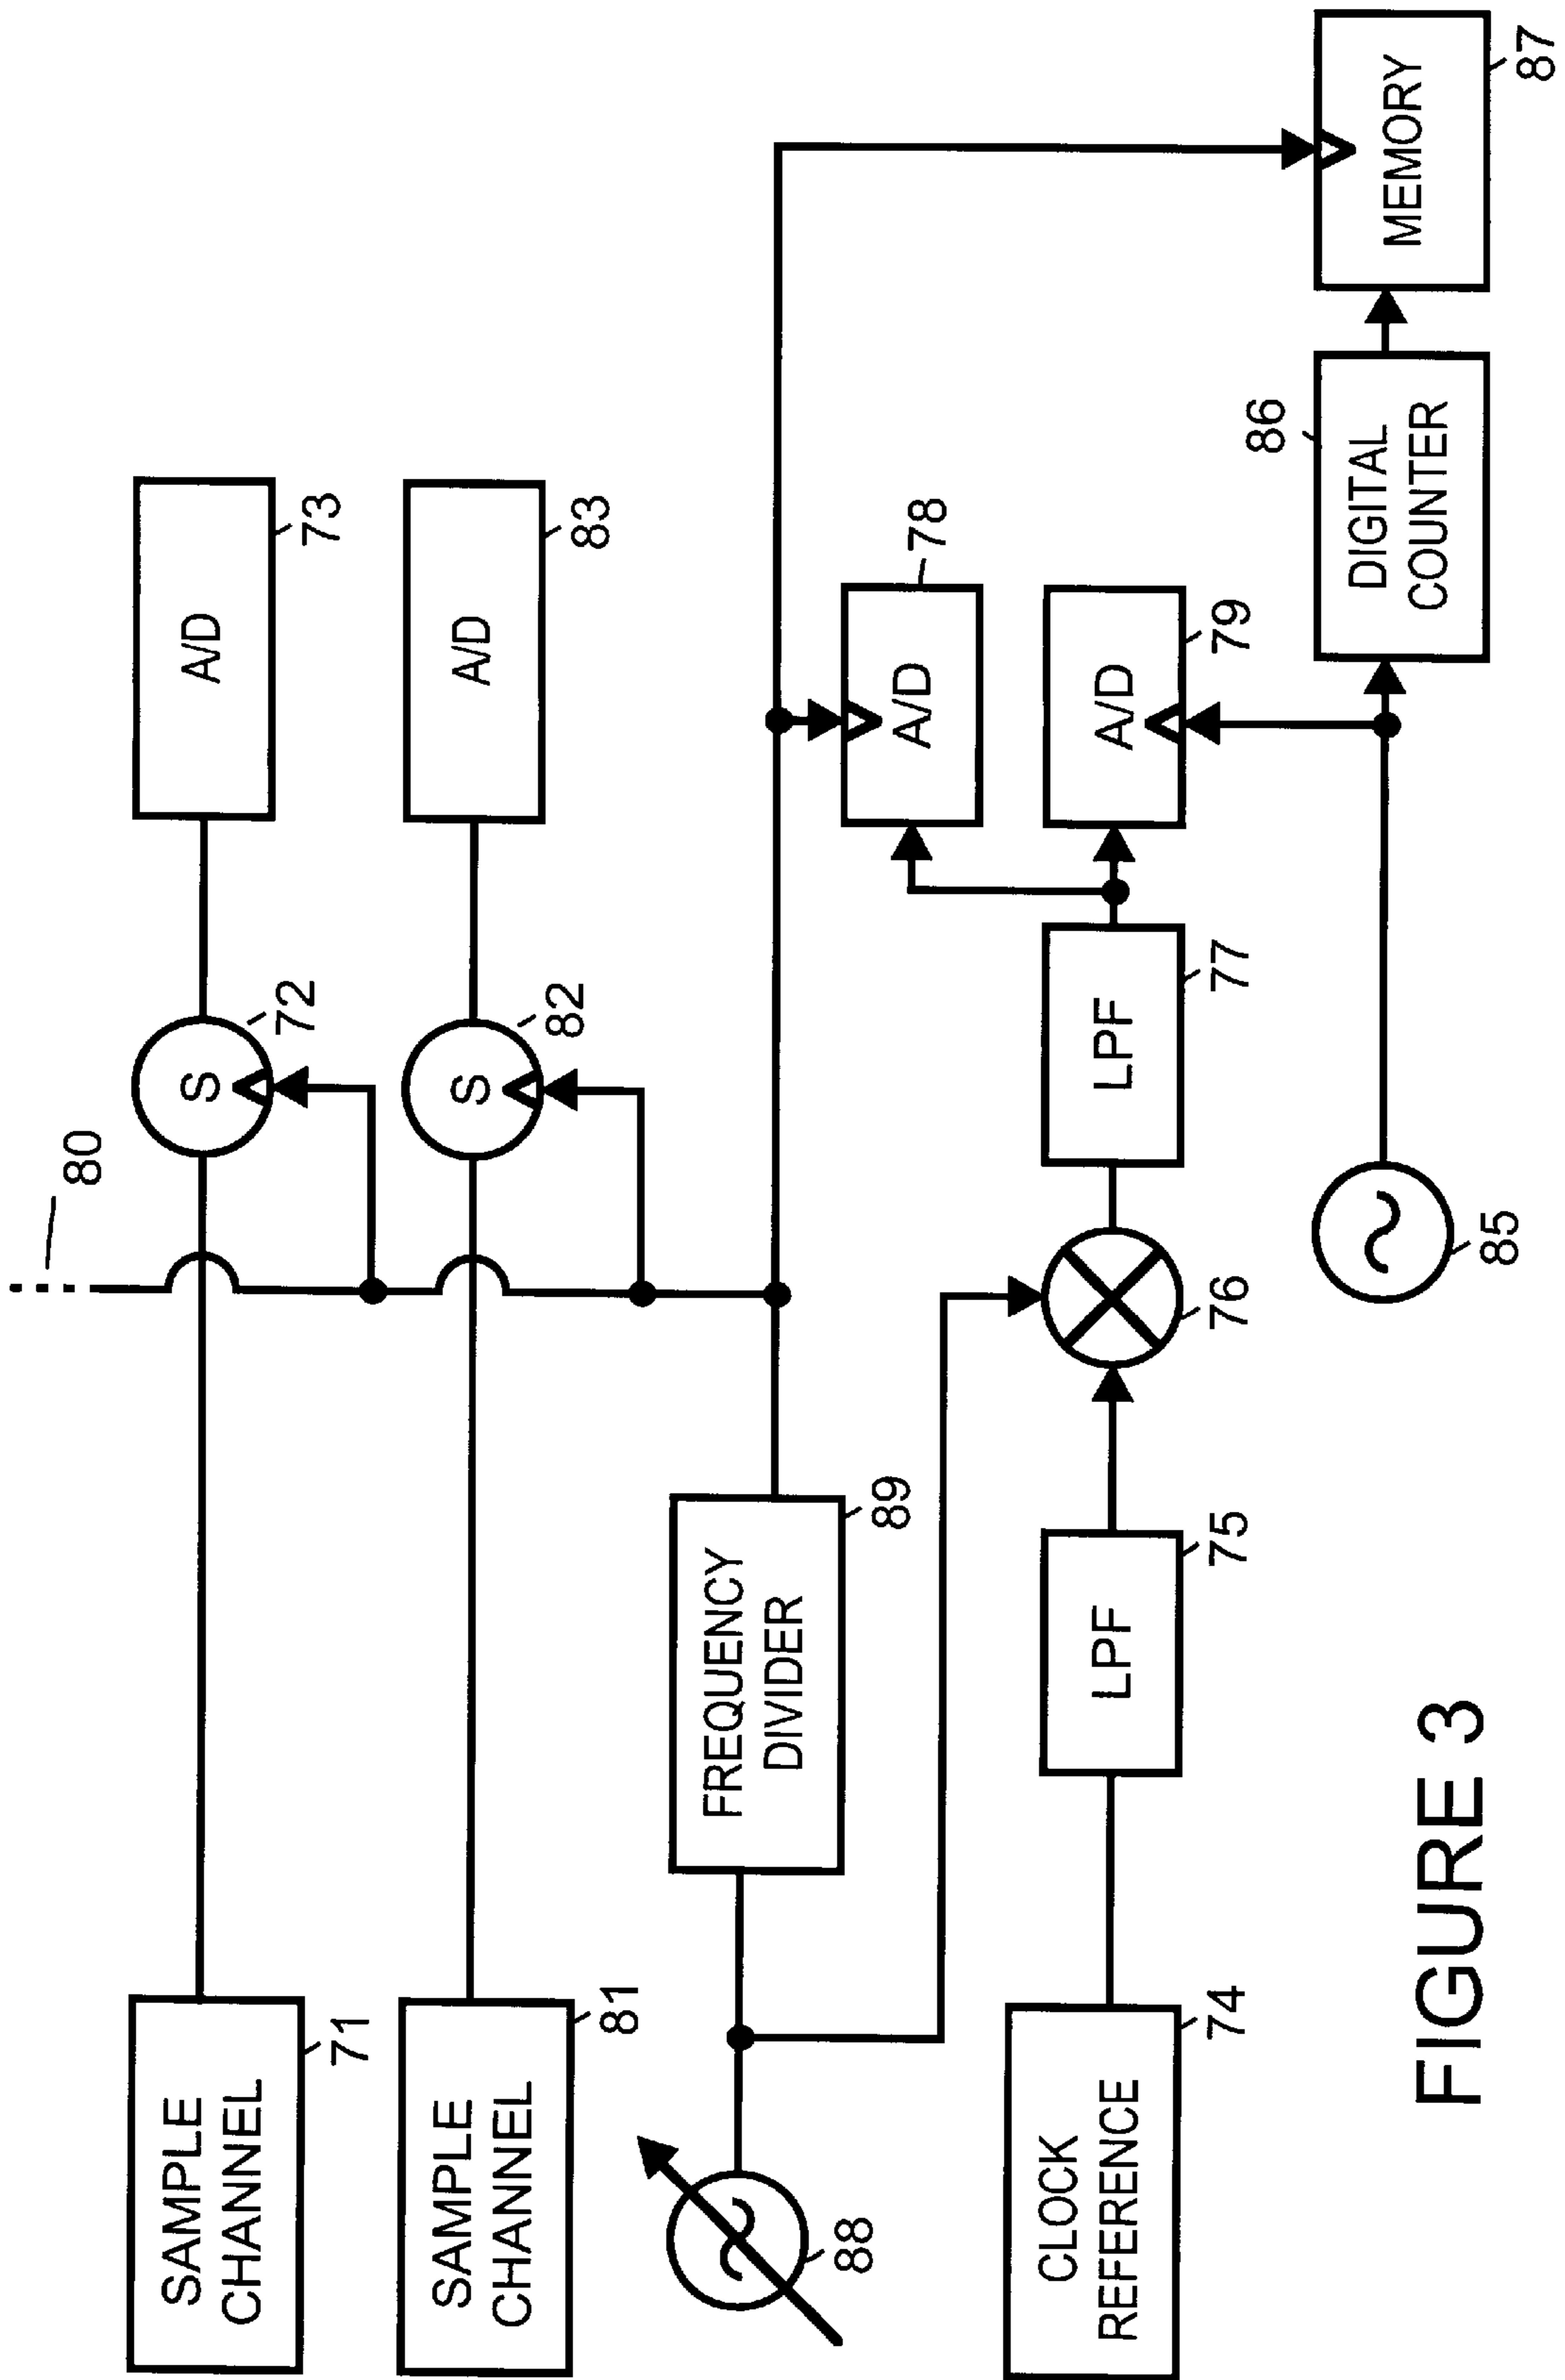 SAMPLE
CHANNEL
71
S
72
A/D
73
80
SAMPLE
CHANNEL
81
S
82
A/D
83
88
FREQUENCY
DIVIDER
89
A/D
78
CLOCK
REFERENCE
74
LPF
75
76
LPF
77
A/D
79
85
DIGITAL
COUNTER
86
MEMORY
87
FIGURE 3